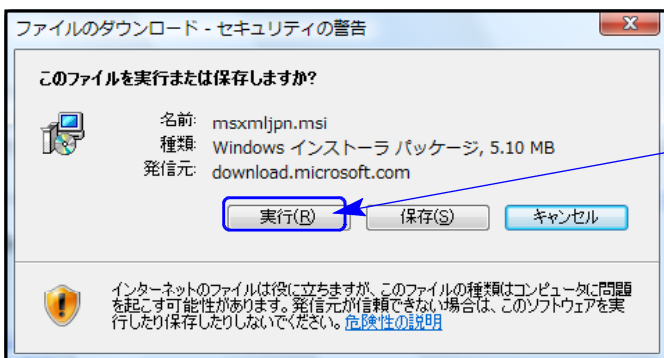 ファイルのダウンロード - セキュリティの警告
このファイルを実行または保存しますか?
名前: msxmljpn.msi
種類: Windows インストーラ パッケージ, 5.10 MB
発信元: download.microsoft.com
実行(R) 保存(S) キャンセル
インターネットのファイルは役に立ちますが、このファイルの種類はコンピュータに問題
を起こす可能性があります。発信元が信頼できない場合は、このソフトウェアを実
行したり保存したりしないでください。危険性の説明